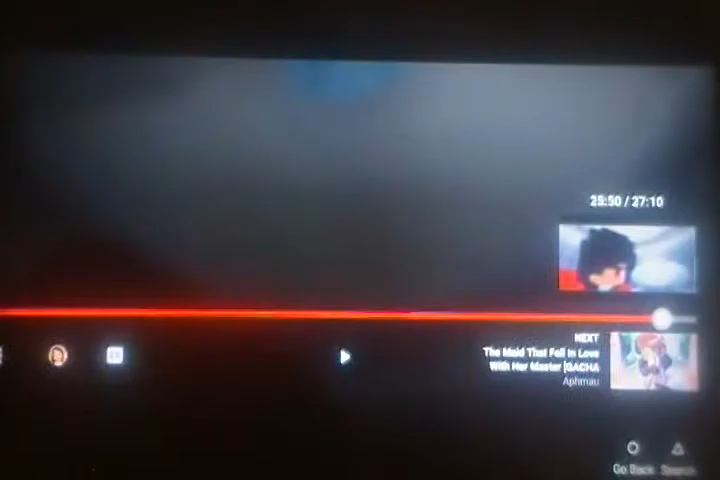 25:50 / 27:10
NEXT
The Maid That Fell In Love
With Her Master [GACHA
Aphmau
Go Back Search